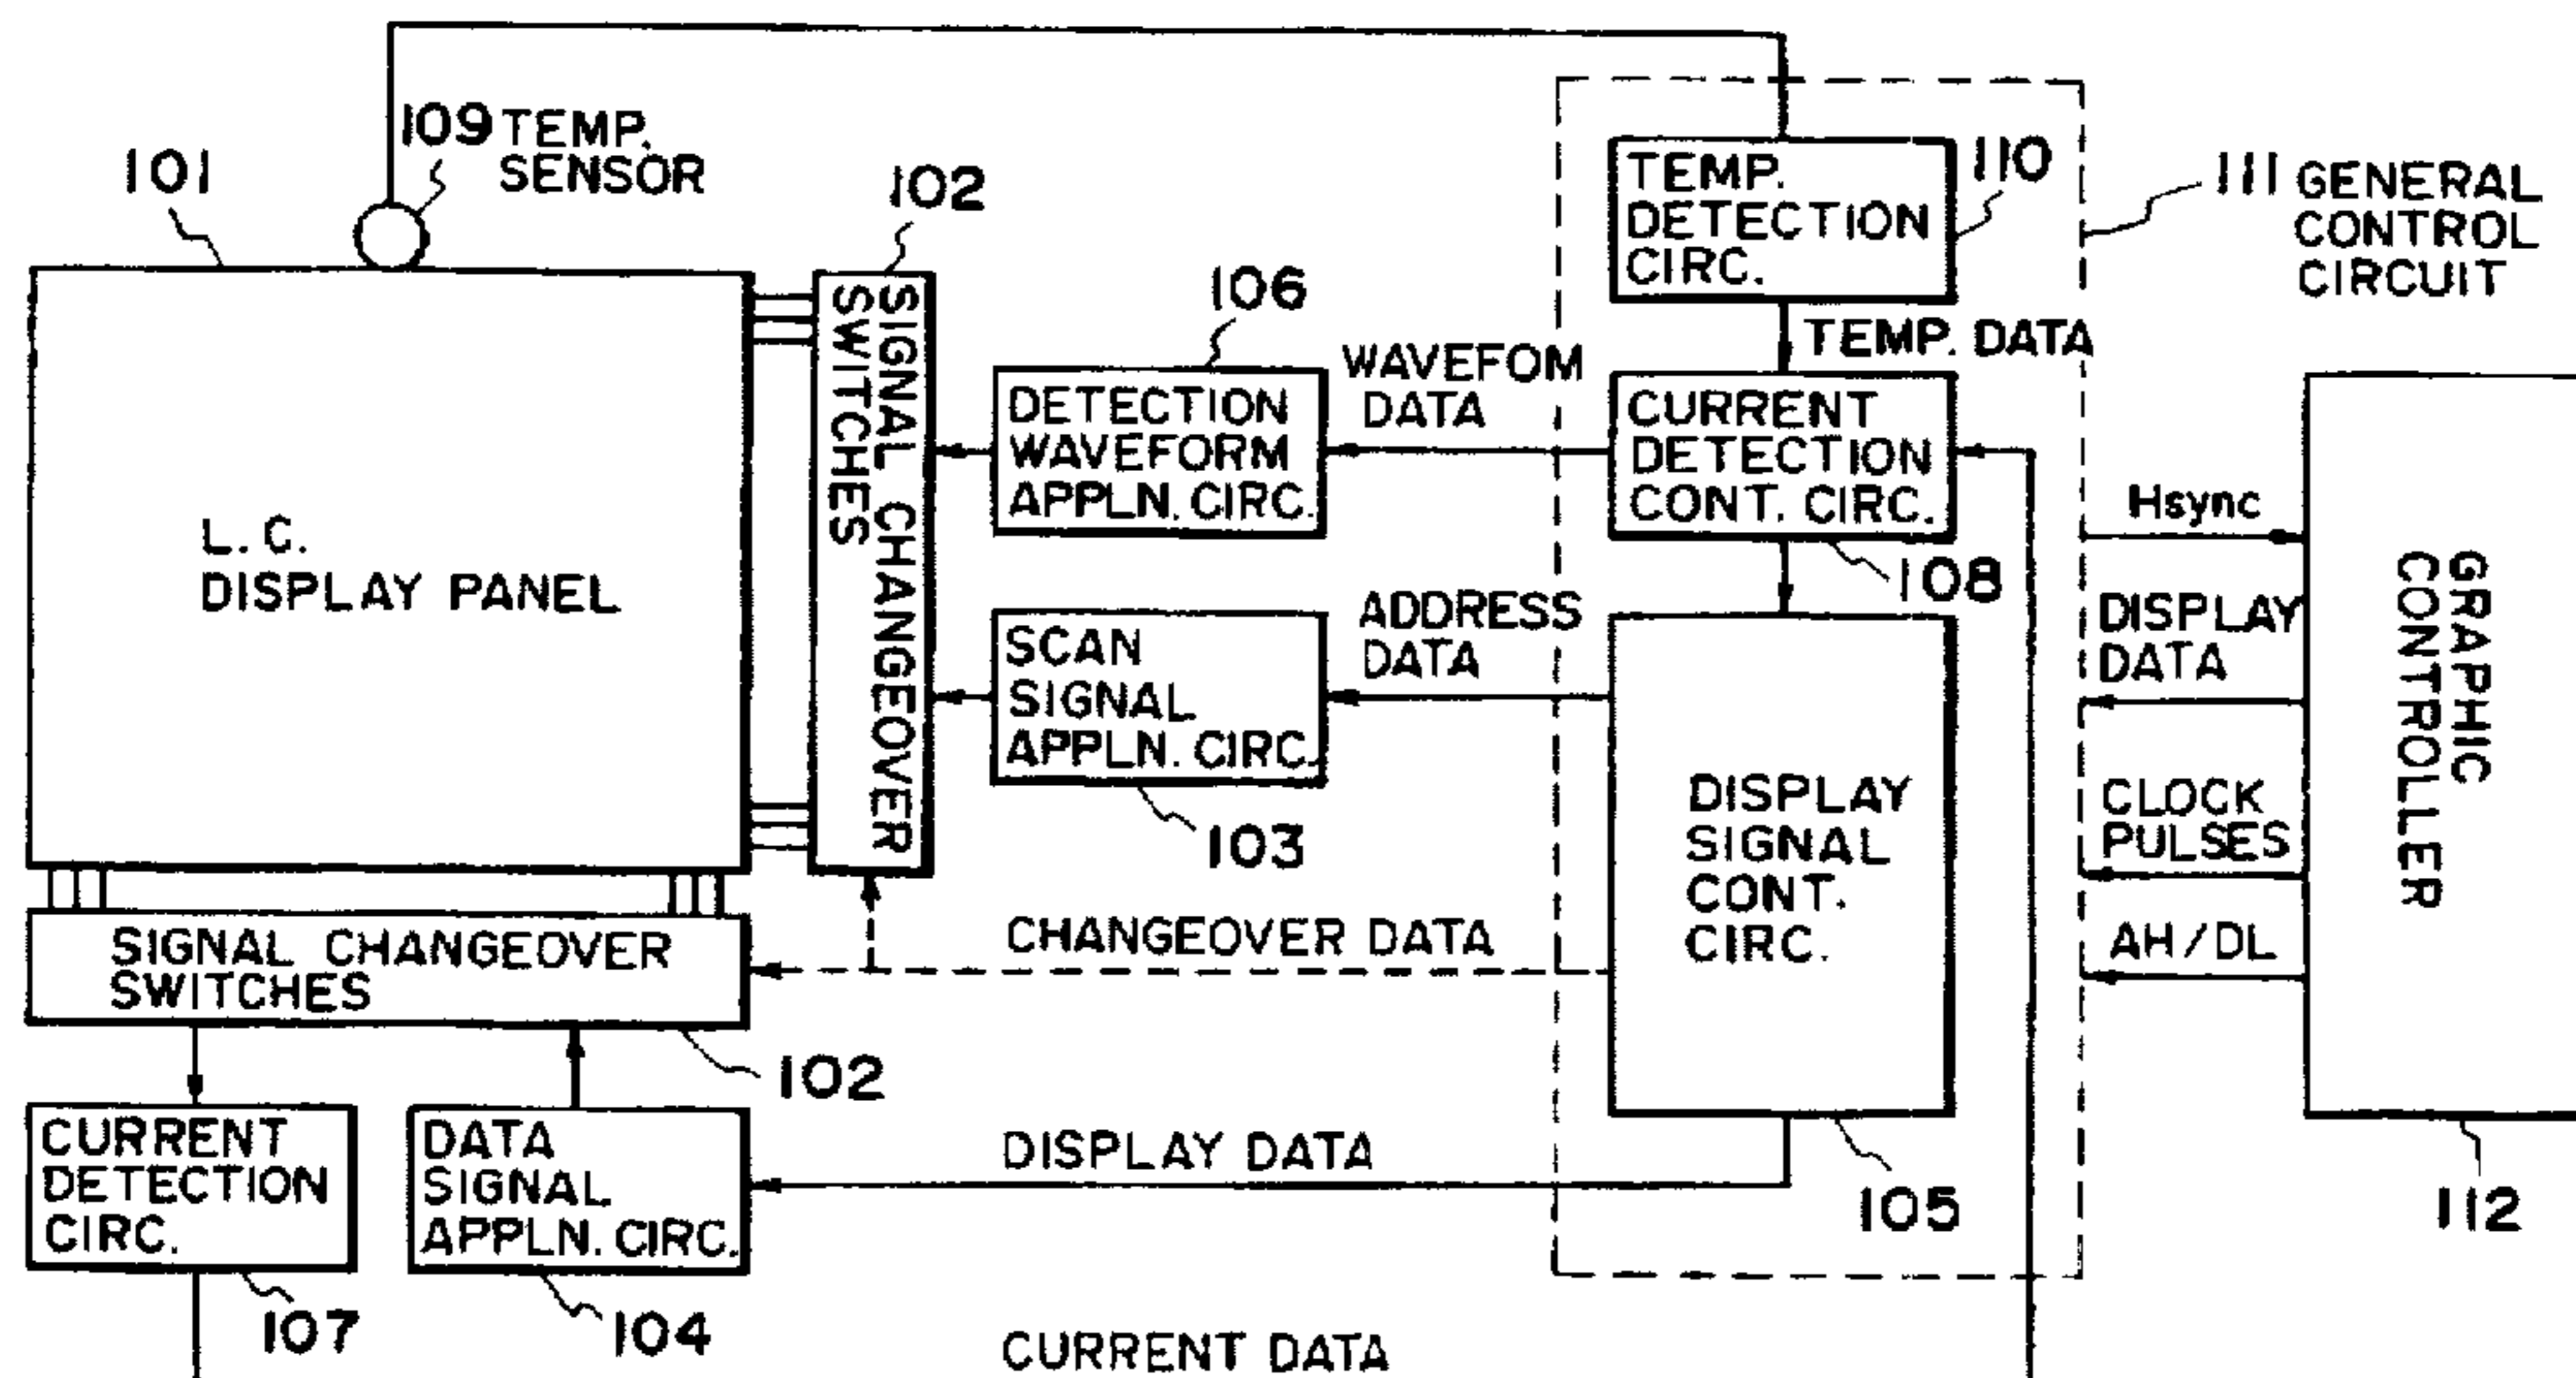 109 TEMP.
SENSOR
101
102
110
TEMP.
DETECTION
CIRC.
111 GENERAL
CONTROL
CIRCUIT
106
TEMP. DATA
SIGNAL CHANGEOVER
SWITCHES
DETECTION
WAVEFORM
APPLN. CIRC.
WAVEFOM
DATA
CURRENT
DETECTION
CONT. CIRC.
108
Hsync
L. C.
DISPLAY PANEL
SCAN
SIGNAL
APPLN. CIRC.
103
ADDRESS
DATA
DISPLAY
SIGNAL
CONT.
CIRC.
DISPLAY
DATA
CLOCK
PULSES
AH/DL
GRAPHIC
CONTROLLER
SIGNAL CHANGEOVER
SWITCHES
102
CHANGEOVER DATA
CURRENT
DETECTION
CIRC.
DATA
SIGNAL
APPLN. CIRC.
DISPLAY DATA
105
112
107
104
CURRENT DATA